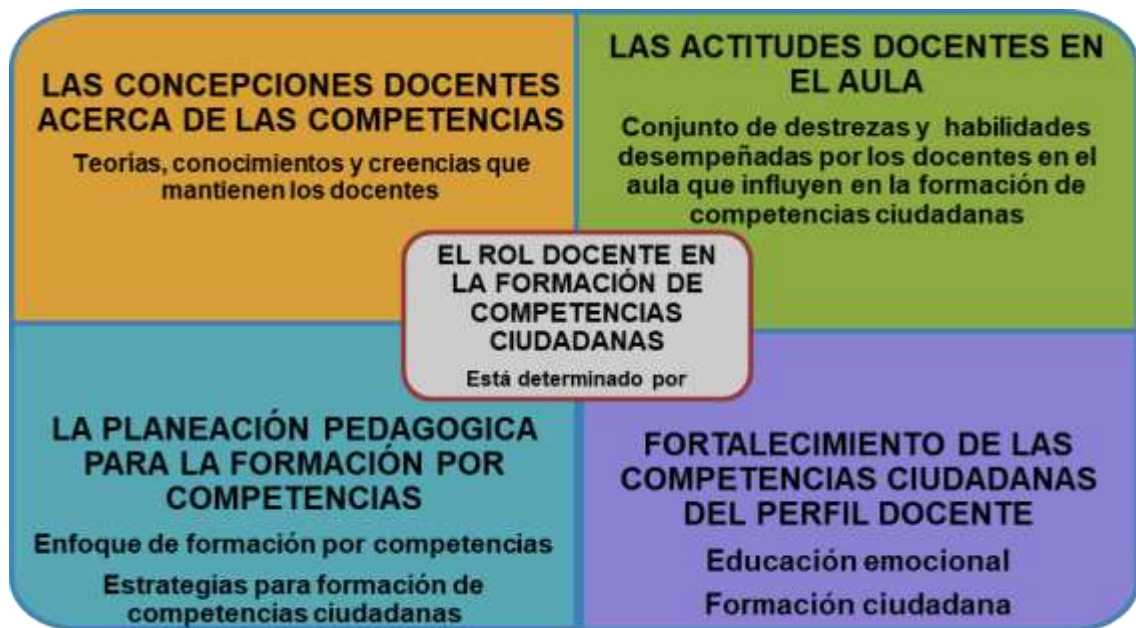 LAS CONCEPCIONES DOCENTES
ACERCA DE LAS COMPETENCIAS
Teorías, conocimientos y creencias que
mantienen los docentes
LAS ACTITUDES DOCENTES EN
EL AULA
Conjunto de destrezas y habilidades
desempeñadas por los docentes en el
aula que influyen en la formación de
competencias ciudadanas
EL ROL DOCENTE EN
LA FORMACIÓN DE
COMPETENCIAS
CIUDADANAS
Está determinado por
LA PLANEACIÓN PEDAGOGICA
PARA LA FORMACIÓN POR
COMPETENCIAS
Enfoque de formación por competencias
Estrategias para formación de
competencias ciudadanas
FORTALECIMIENTO DE LAS
COMPETENCIAS CIUDADANAS
DEL PERFIL DOCENTE
Educación emocional
Formación ciudadana